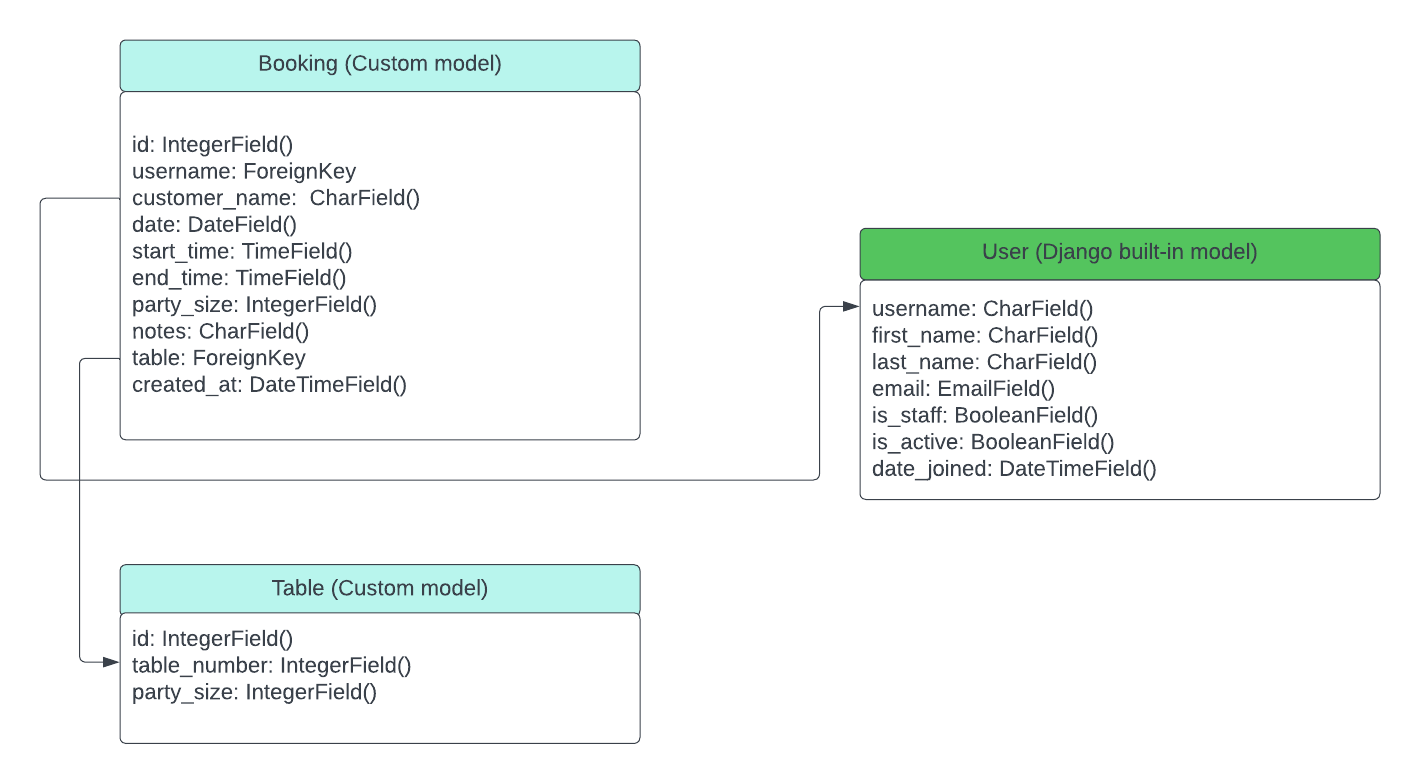 Booking (Custom model)
id: IntegerField()
username: ForeignKey
customer_name:  CharField()
date: DateField()
start_time: TimeField()
end_time: TimeField()
party_size: IntegerField()
notes: CharField()
table: ForeignKey
created_at: DateTimeField()
User (Django built-in model)
username: CharField()
first_name: CharField()
last_name: CharField()
email: EmailField()
is_staff: BooleanField()
is_active: BooleanField()
date_joined: DateTimeField()
Table (Custom model)
id: IntegerField()
table_number: IntegerField()
party_size: IntegerField()